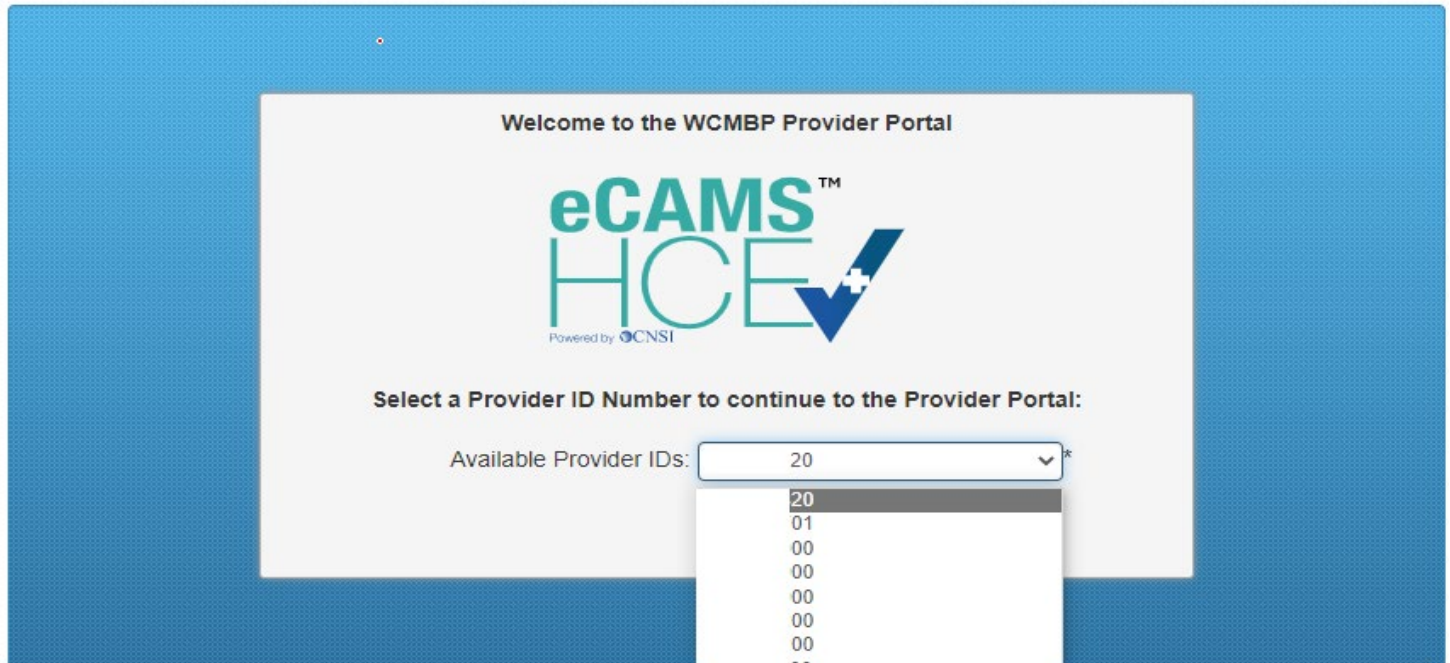 Welcome to the WCMBP Provider Portal
eCAMS™
HCE
Powered by CNSI
Select a Provider ID Number to continue to the Provider Portal:
Available Provider IDs: 20 *
20
01
00
00
00
00
00